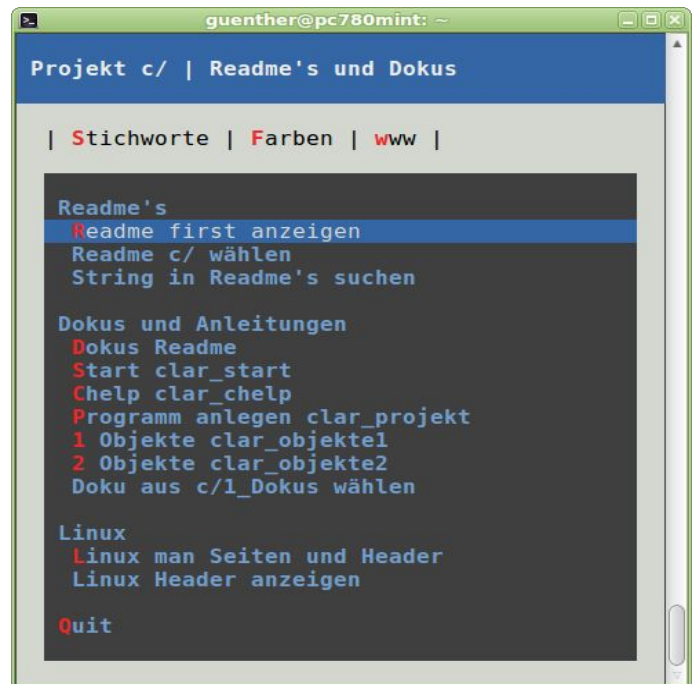 guenther@pc780mint: ~
Projekt c/ | Readme's und Dokus
| Stichworte | Farben | www |
Readme's
Readme first anzeigen
Readme c/ wählen
String in Readme's suchen
Dokus und Anleitungen
Dokus Readme
Start clar_start
Chelp clar_chelp
Programm anlegen clar_projekt
1 Objekte clar_objekte1
2 Objekte clar_objekte2
Doku aus c/1_Dokus wählen
Linux
Linux man Seiten und Header
Linux Header anzeigen
Quit